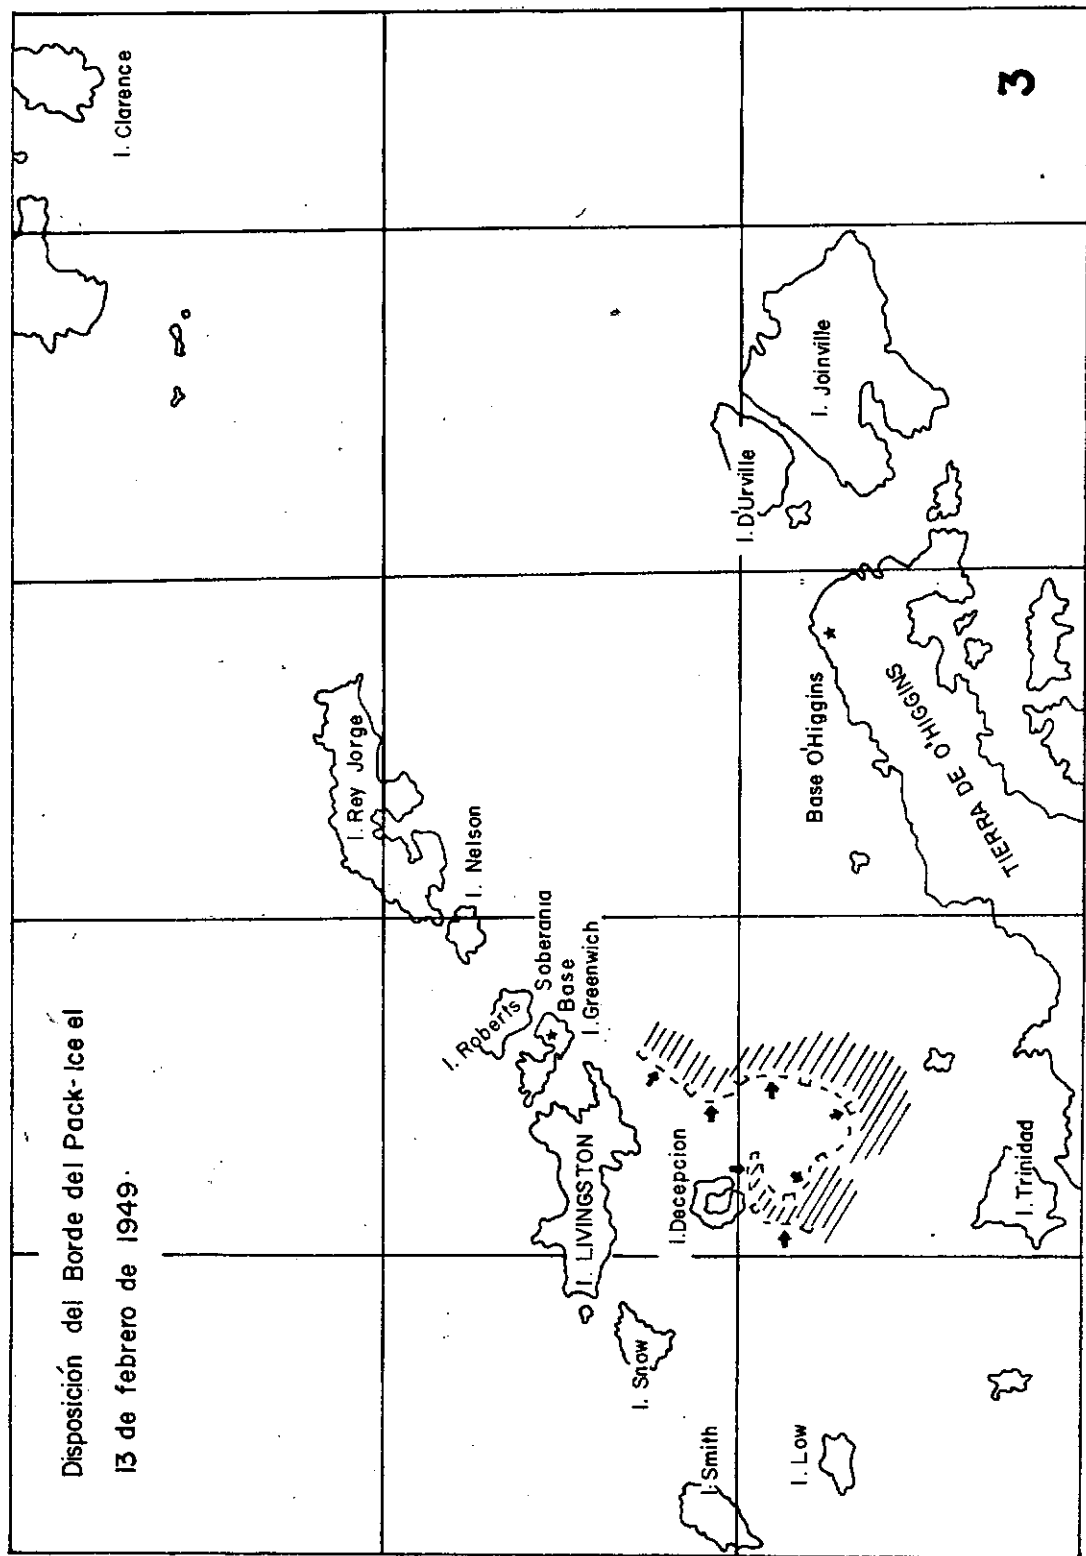 Disposición del Borde del Pack-Ice el
13 de febrero de 1949.
I. Clarence
I. Rey Jorge
I. Nelson
I. Roberts
Soberania
Base
I. Greenwich
I. LIVINGSTON
I. Snow
I. Smith
I. Low
I. Decepcion
I. Trinidad
I. D'Urville
I. Joinville
Base O'Higgins
TIERRA DE O'HIGGINS
3